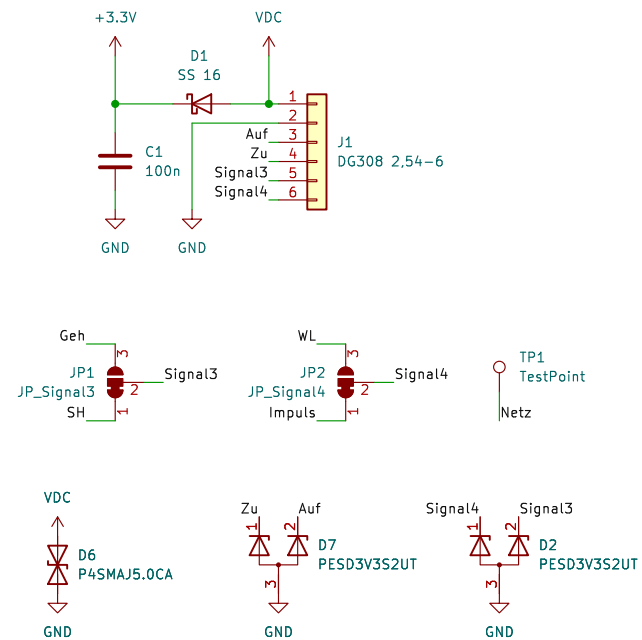 +3.3V
VDC
D1
SS 16
1
2
Auf
3
Zu
4
Signal3
5
Signal4
6
J1
DG308 2,54-6
C1
100n
GND
GND
Geh
3
JP1
JP_Signal3
2
Signal3
SH
1
WL
3
JP2
JP_Signal4
2
Signal4
Impuls
1
TP1
TestPoint
Netz
VDC
D6
P4SMAJ5.0CA
GND
Zu
Auf
1
2
D7
PESD3V3S2UT
3
GND
Signal4
Signal3
1
2
D2
PESD3V3S2UT
3
GND